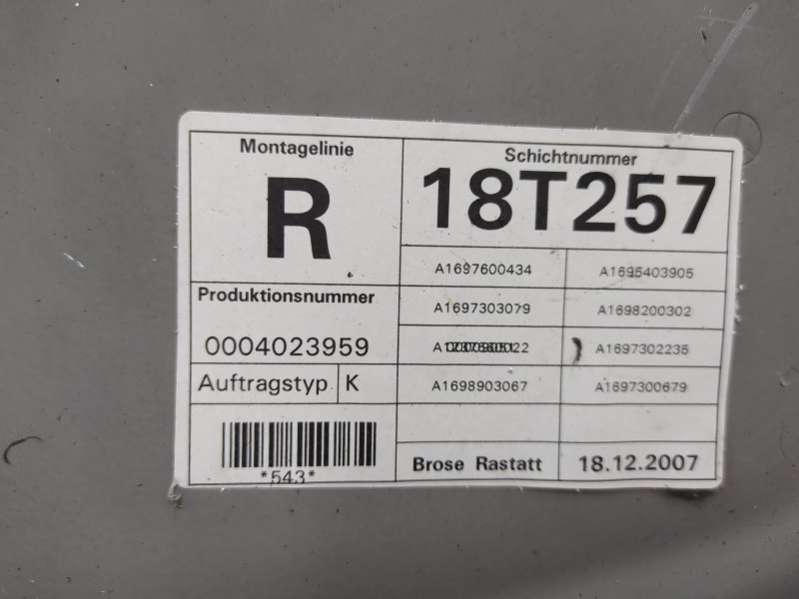 Montagelinie
R
Schichtnummer
18T257
A1697600434
A1695403905
A1697303079
A1698200302
A1697302235
A1698903067
A1697300679
Produktionsnummer
0004023959
Auftragstyp K
*543*
Brose Rastatt
18.12.2007